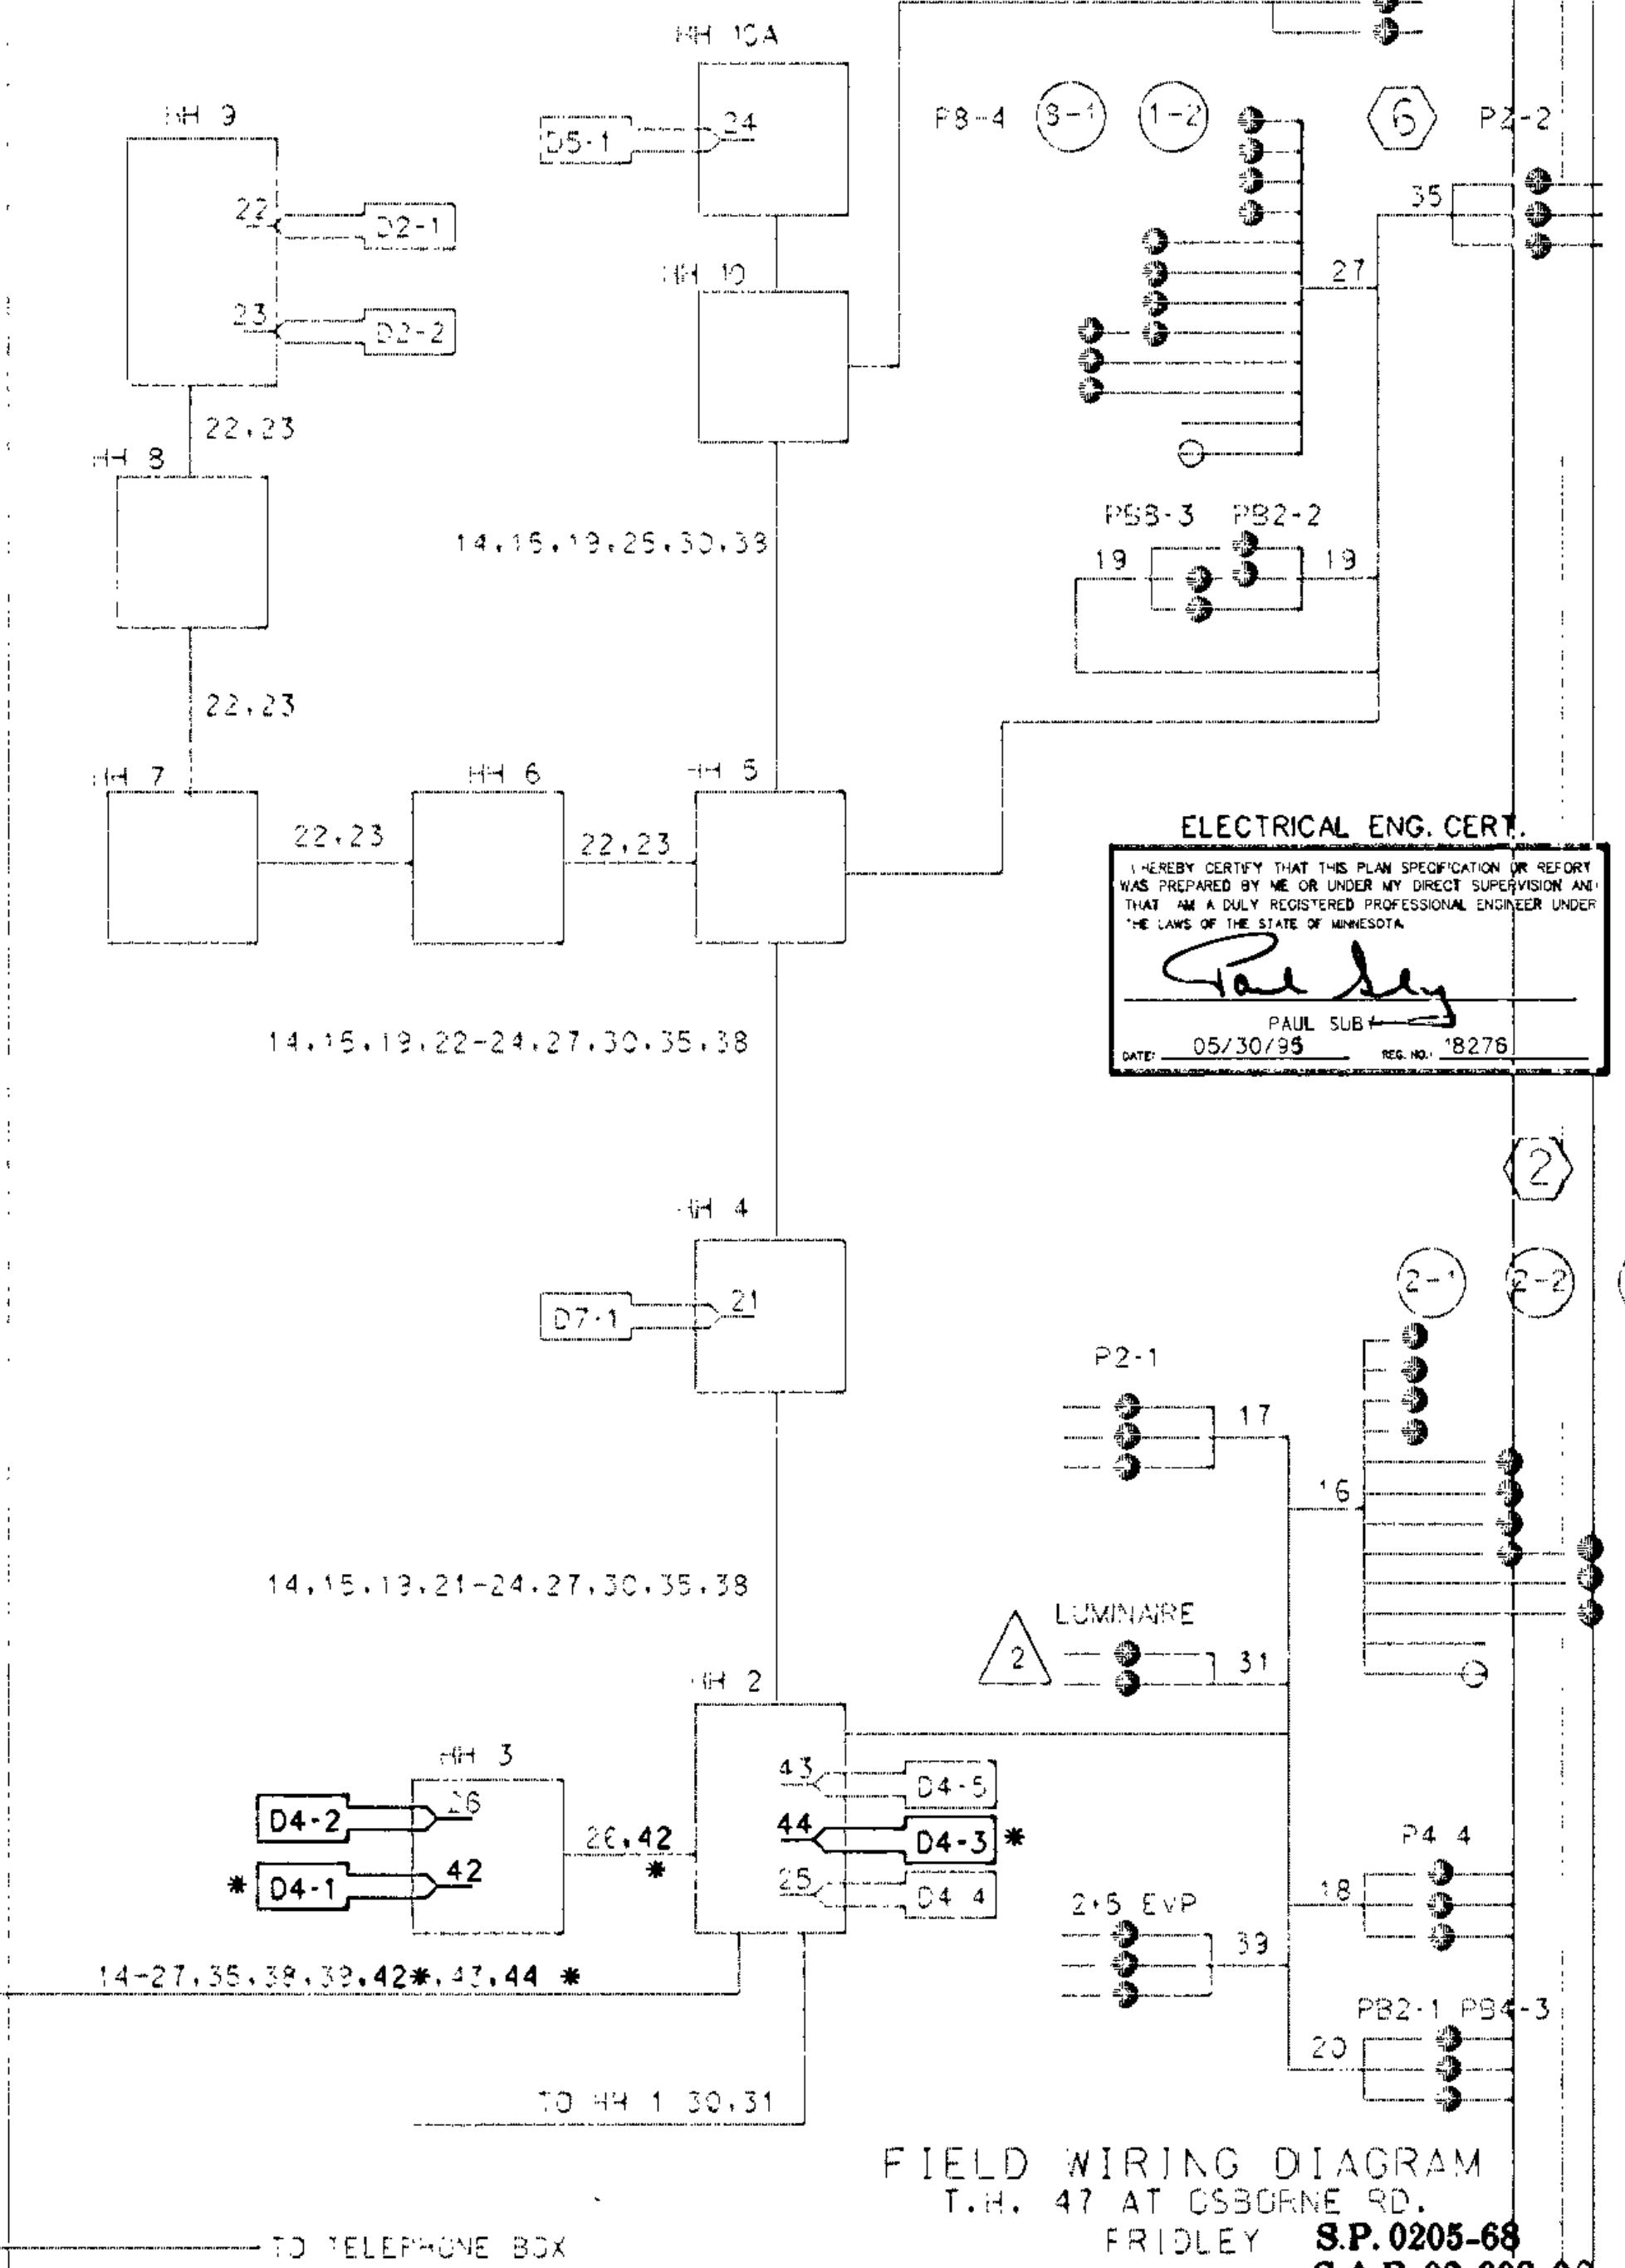 HH 10A
HH 9
D5-1
24
P8-4
8-1
1-2
6
P2-2
22
D2-1
35
HH 10
27
23
D2-2
22,23
HH 8
14,15,19,25,30,38
PB8-3 PB2-2
19
19
22,23
HH 7
HH 6
HH 5
22,23
22,23
ELECTRICAL ENG. CERT.
I HEREBY CERTIFY THAT THIS PLAN SPECIFICATION OR REPORT
WAS PREPARED BY ME OR UNDER MY DIRECT SUPERVISION AND
THAT I AM A DULY REGISTERED PROFESSIONAL ENGINEER UNDER
THE LAWS OF THE STATE OF MINNESOTA
14,15,19,22-24,27,30,35,38
PAUL SUBY
DATE: 05/30/95 REG. NO.: 18276
2
HH 4
2-1
2-2
D7-1
21
P2-1
17
16
14,15,19,21-24,27,30,35,38
LUMINAIRE
2
31
HH 2
HH 3
43
D4-5
D4-2
26
44
D4-3 *
26,42
*
P4 4
* D4-1
42
25
D4 4
18
2+5 EVP
39
14-27,35,38,39,42*,43,44 *
PB2-1 PB4-3
20
TO HH 1 30,31
FIELD WIRING DIAGRAM
T.H. 47 AT OSBORNE RD.
FRIDLEY S.P. 0205-68
TO TELEPHONE BOX